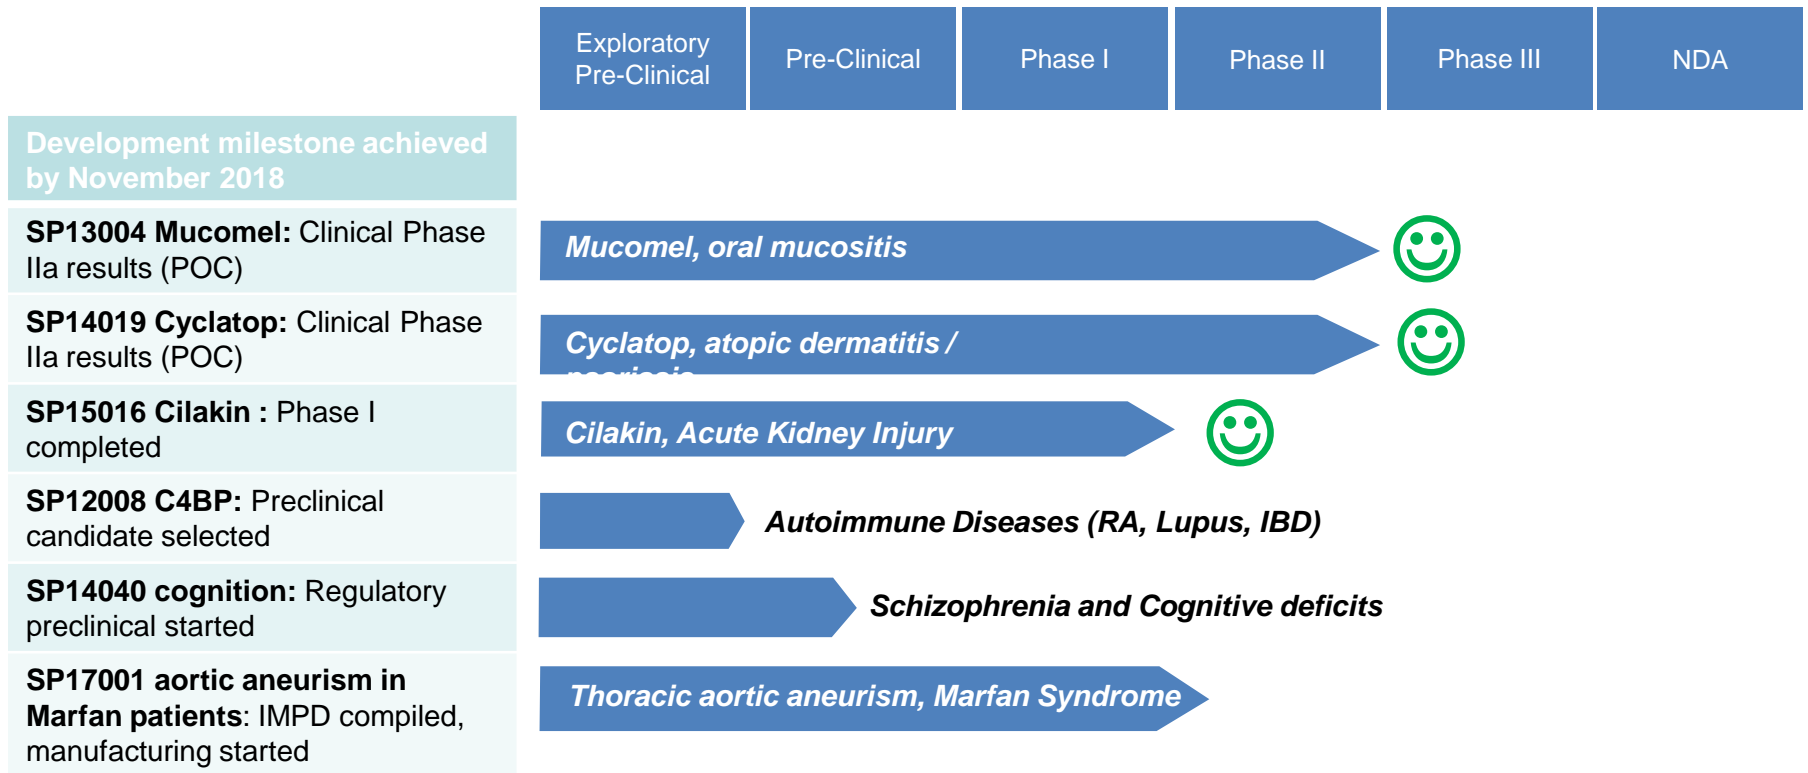 Exploratory
Pre-Clinical
Pre-Clinical
Phase I
Phase II
Phase III
NDA
Development milestone achieved
by November 2018
SP13004 Mucomel: Clinical Phase
IIa results (POC)
Mucomel, oral mucositis
SP14019 Cyclatop: Clinical Phase
IIa results (POC)
Cyclatop, atopic dermatitis /
psoriasis
SP15016 Cilakin : Phase I
completed
Cilakin, Acute Kidney Injury
SP12008 C4BP: Preclinical
candidate selected
Autoimmune Diseases (RA, Lupus, IBD)
SP14040 cognition: Regulatory
preclinical started
Schizophrenia and Cognitive deficits
SP17001 aortic aneurism in
Marfan patients: IMPD compiled,
manufacturing started
Thoracic aortic aneurism, Marfan Syndrome